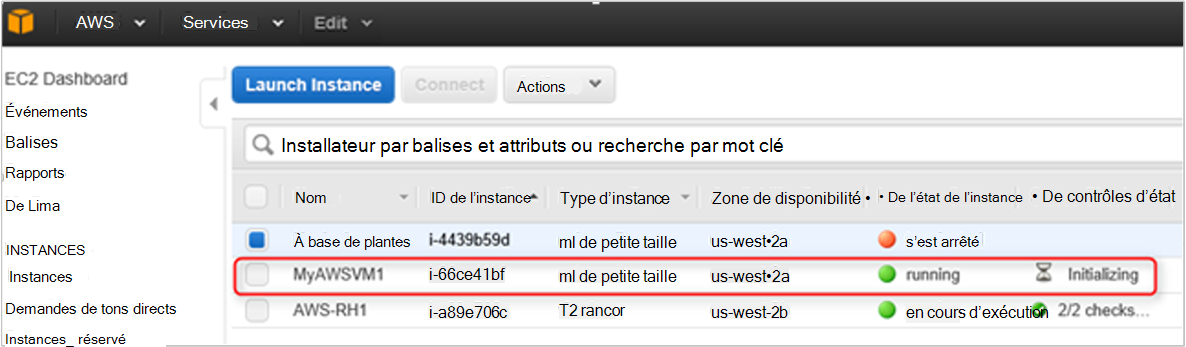 AWS Services Edit
EC2 Dashboard
Événements
Balises
Rapports
De Lima
INSTANCES
Instances
Demandes de tons directs
Instances_ réservé
Launch Instance Connect Actions
Installateur par balises et attributs ou recherche par mot clé
Nom ID de l'instance Type d'instance Zone de disponibilité • • De l'état de l'instance • De contrôles d'état
À base de plantes i-4439b59d ml de petite taille us-west•2a s'est arrêté
MyAWSVM1 i-66ce41bf ml de petite taille us-west•2a running Initializing
AWS-RH1 i-a89e706c T2 rancor us-west-2b en cours d'exécution 2/2 checks...